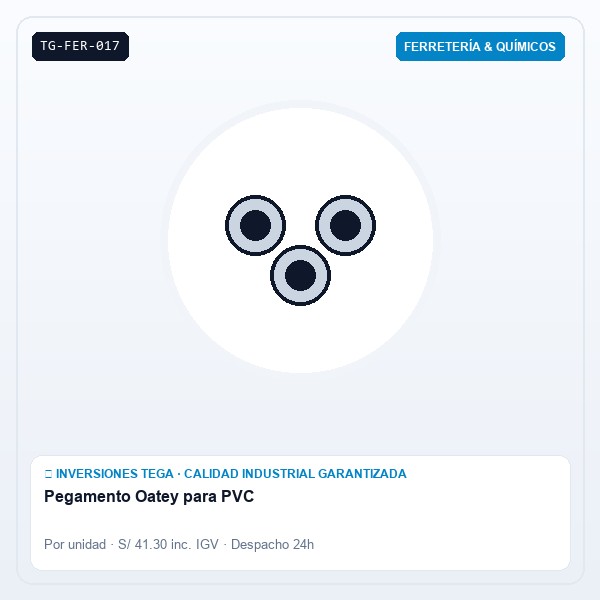 TG-FER-017
FERRETERÍA & QUÍMICOS
INVERSIONES TEGA · CALIDAD INDUSTRIAL GARANTIZADA
Pegamento Oatey para PVC
Por unidad · S/ 41.30 inc. IGV · Despacho 24h